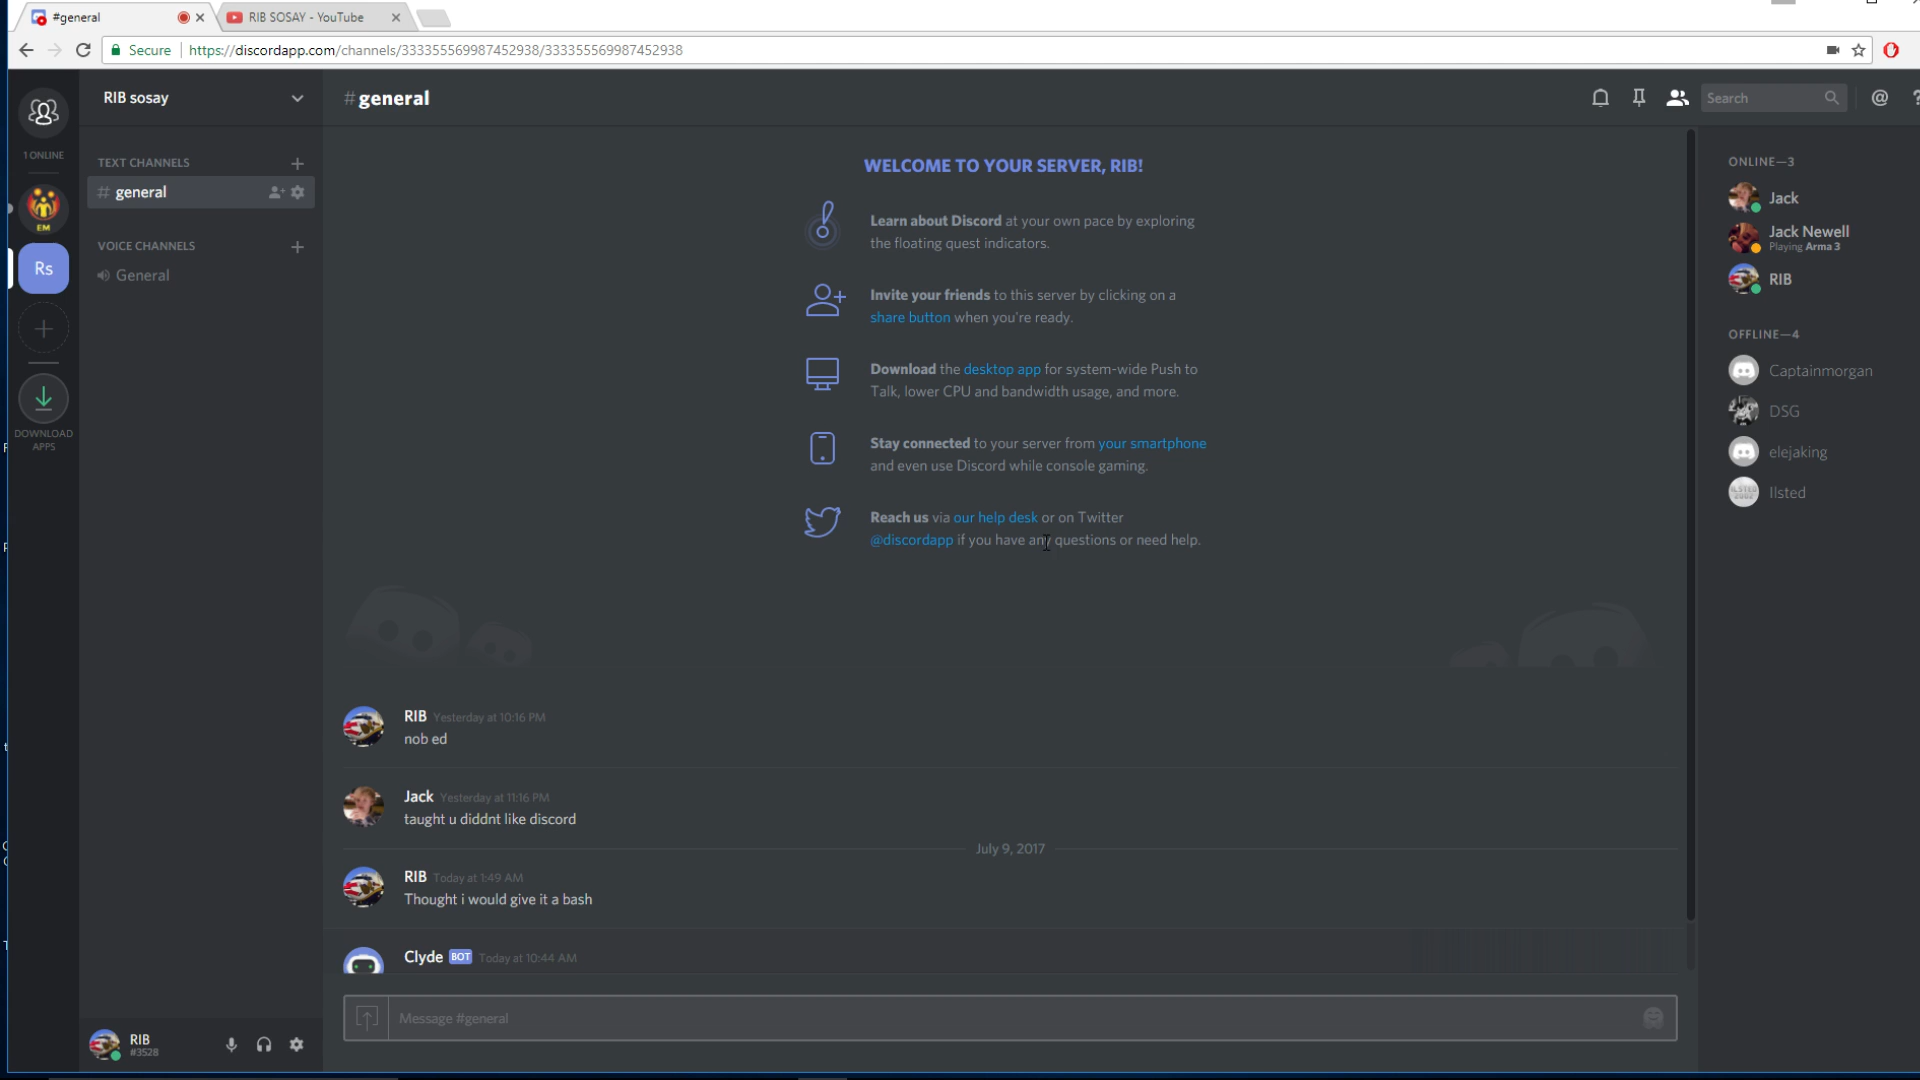 #general
RIB SOSAY - YouTube
Secure
https://discordapp.com/channels/333355569987452938/333355569987452938
RIB sosay
#general
Search
@
?
1 ONLINE
EM
Rs
DOWNLOAD
APPS
TEXT CHANNELS
# general
VOICE CHANNELS
General
WELCOME TO YOUR SERVER, RIB!
Learn about Discord at your own pace by exploring
the floating quest indicators.
Invite your friends to this server by clicking on a
share button when you're ready.
Download the desktop app for system-wide Push to
Talk, lower CPU and bandwidth usage, and more.
Stay connected to your server from your smartphone
and even use Discord while console gaming.
Reach us via our help desk or on Twitter
@discordapp if you have any questions or need help.
RIB Yesterday at 10:16 PM
nob ed
Jack Yesterday at 11:16 PM
taught u diddnt like discord
July 9, 2017
RIB Today at 1:49 AM
Thought i would give it a bash
Clyde BOT Today at 10:44 AM
Message #general
RIB
#3528
ONLINE—3
Jack
Jack Newell
Playing Arma 3
RIB
OFFLINE—4
Captainmorgan
DSG
elejaking
Ilsted